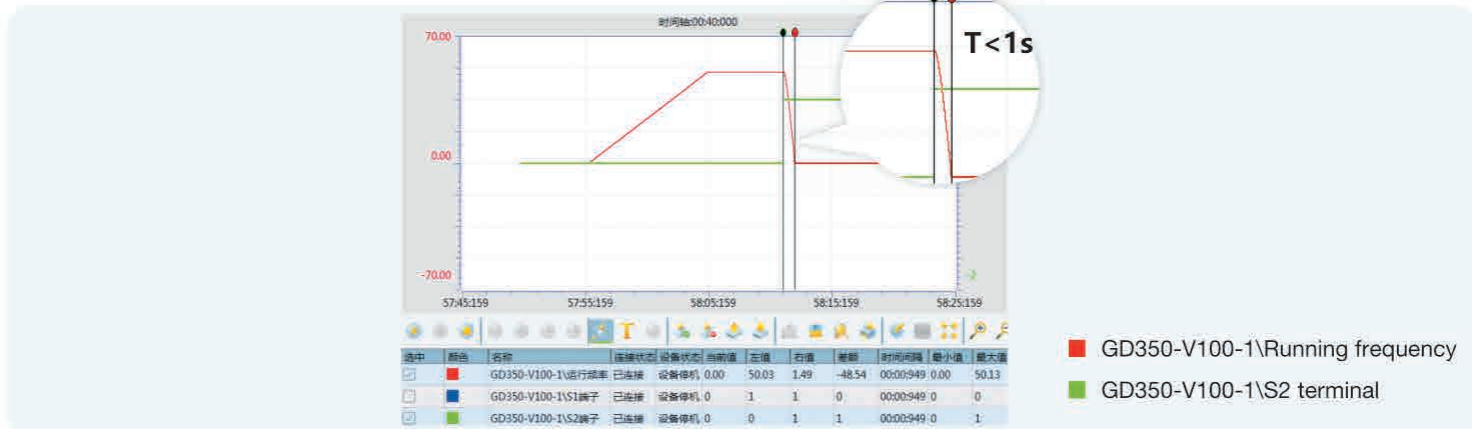 时间轴:00:40:000
T<1s
70.00
0.00
-70.00
-2
57:45:159 57:55:159 58:05:159 58:15:159 58:25:159
选中 颜色 名称 连接状态 设备状态 当前值 左值 右值 差额 时间间隔 最小值 最大值
GD350-V100-1\运行频率 已连接 设备停机 0.00 50.03 1.49 -48.54 00:00:949 0.00 50.13
GD350-V100-1\S1端子 已连接 设备停机 0 1 1 0 00:00:949 0 0
GD350-V100-1\S2端子 已连接 设备停机 0 0 1 1 00:00:949 0 1
GD350-V100-1\Running frequency
GD350-V100-1\S2 terminal